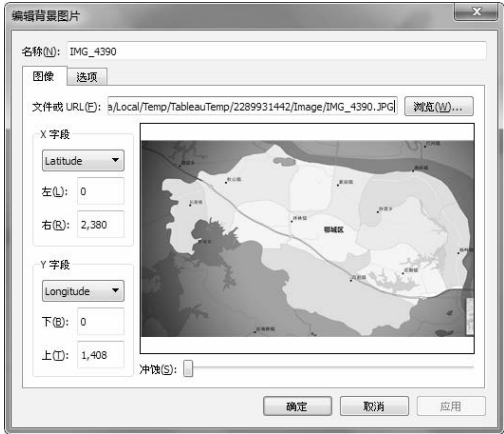 编辑背景图片
名称(N): IMG_4390
图像 选项
文件或 URL(F): a/Local/Temp/TableauTemp/2289931442/Image/IMG_4390.JPG 浏览(W)...
X 字段
Latitude
左(L): 0
右(R): 2,380
Y 字段
Longitude
下(B): 0
上(T): 1,408
鄂城区
冲蚀(S):
确定 取消 应用